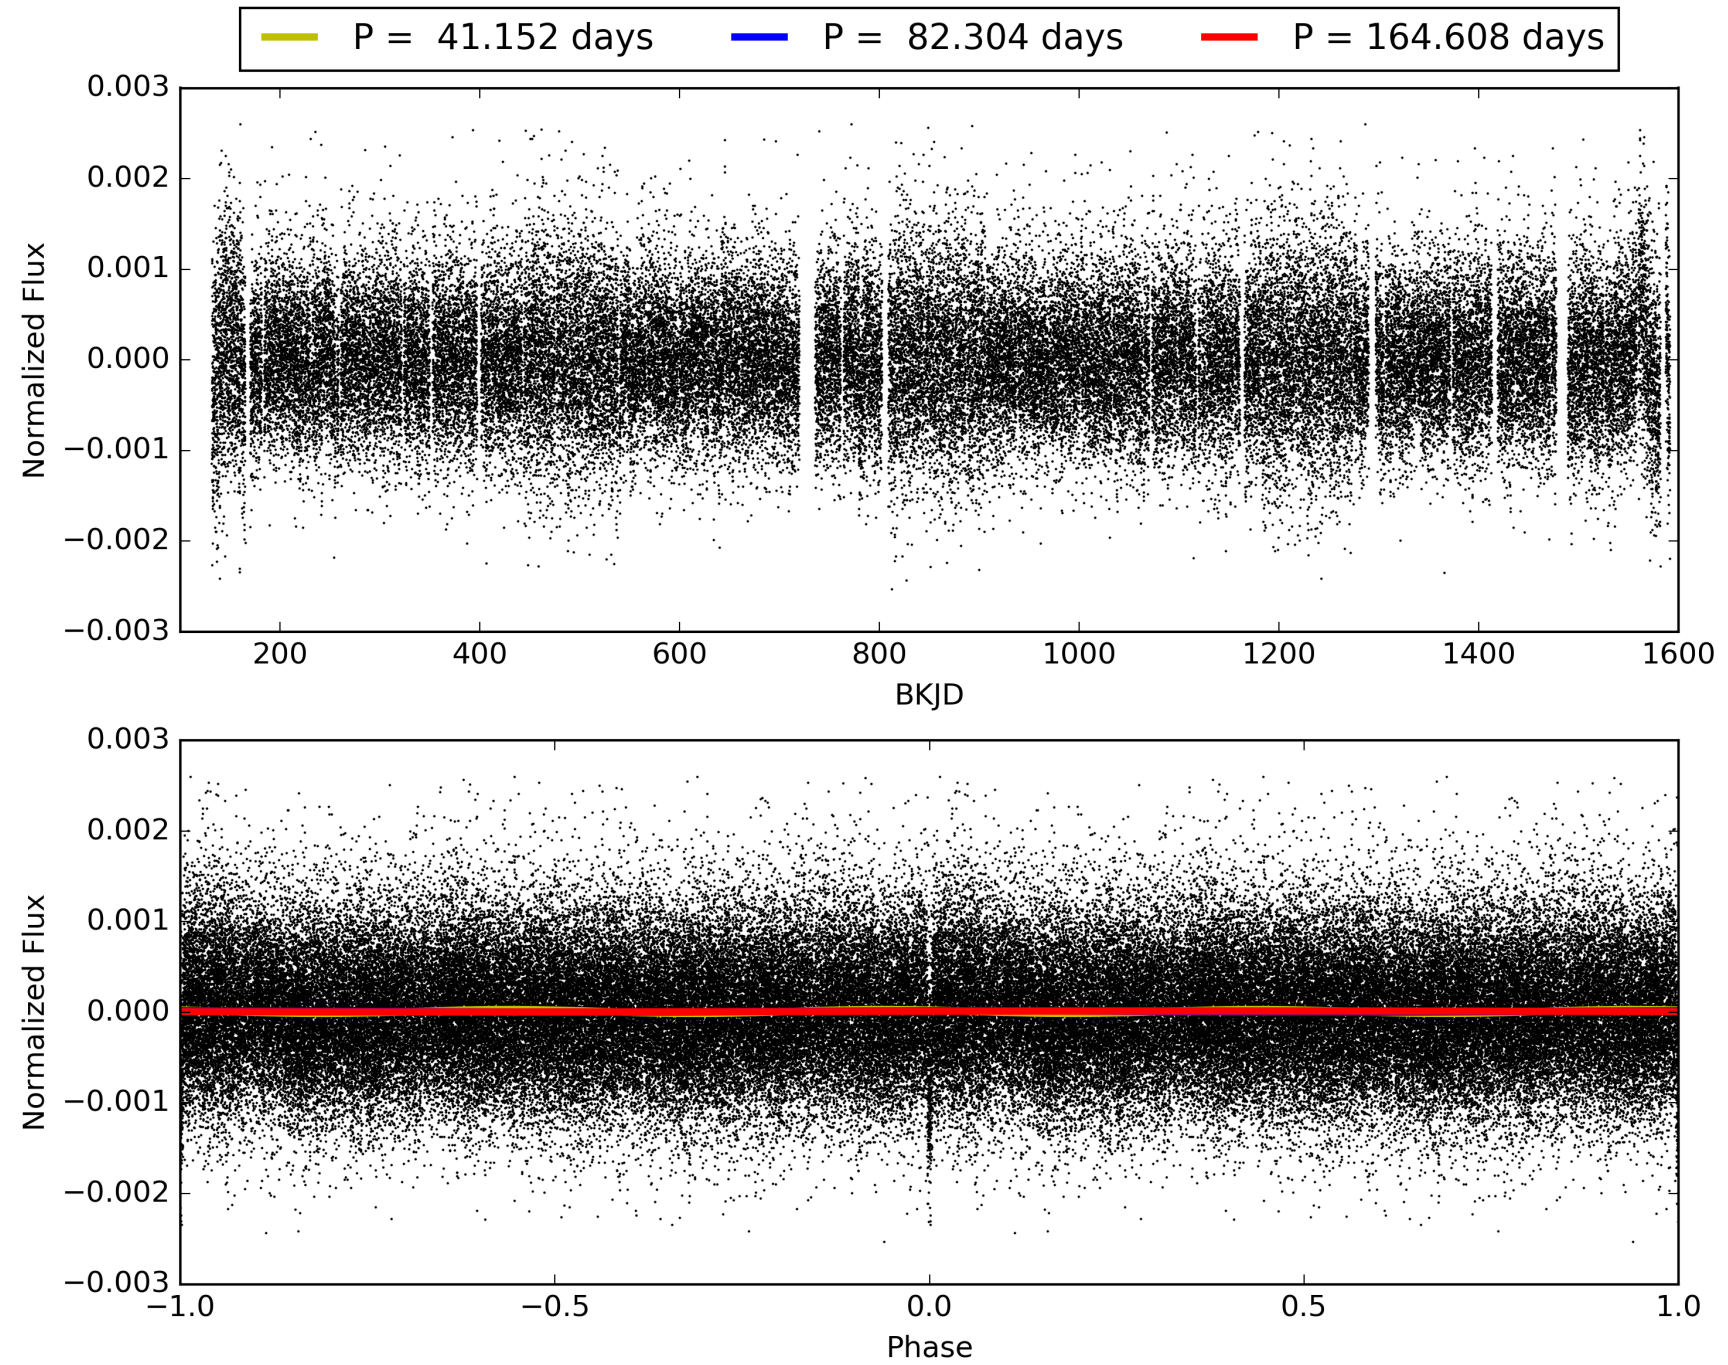 P = 41.152 days P = 82.304 days P = 164.608 days
0.003
0.002
0.001
0.000
−0.001
−0.002
−0.003
Normalized Flux
200 400 600 800 1000 1200 1400 1600
BKJD
0.003
0.002
0.001
0.000
−0.001
−0.002
−0.003
Normalized Flux
−1.0 −0.5 0.0 0.5 1.0
Phase